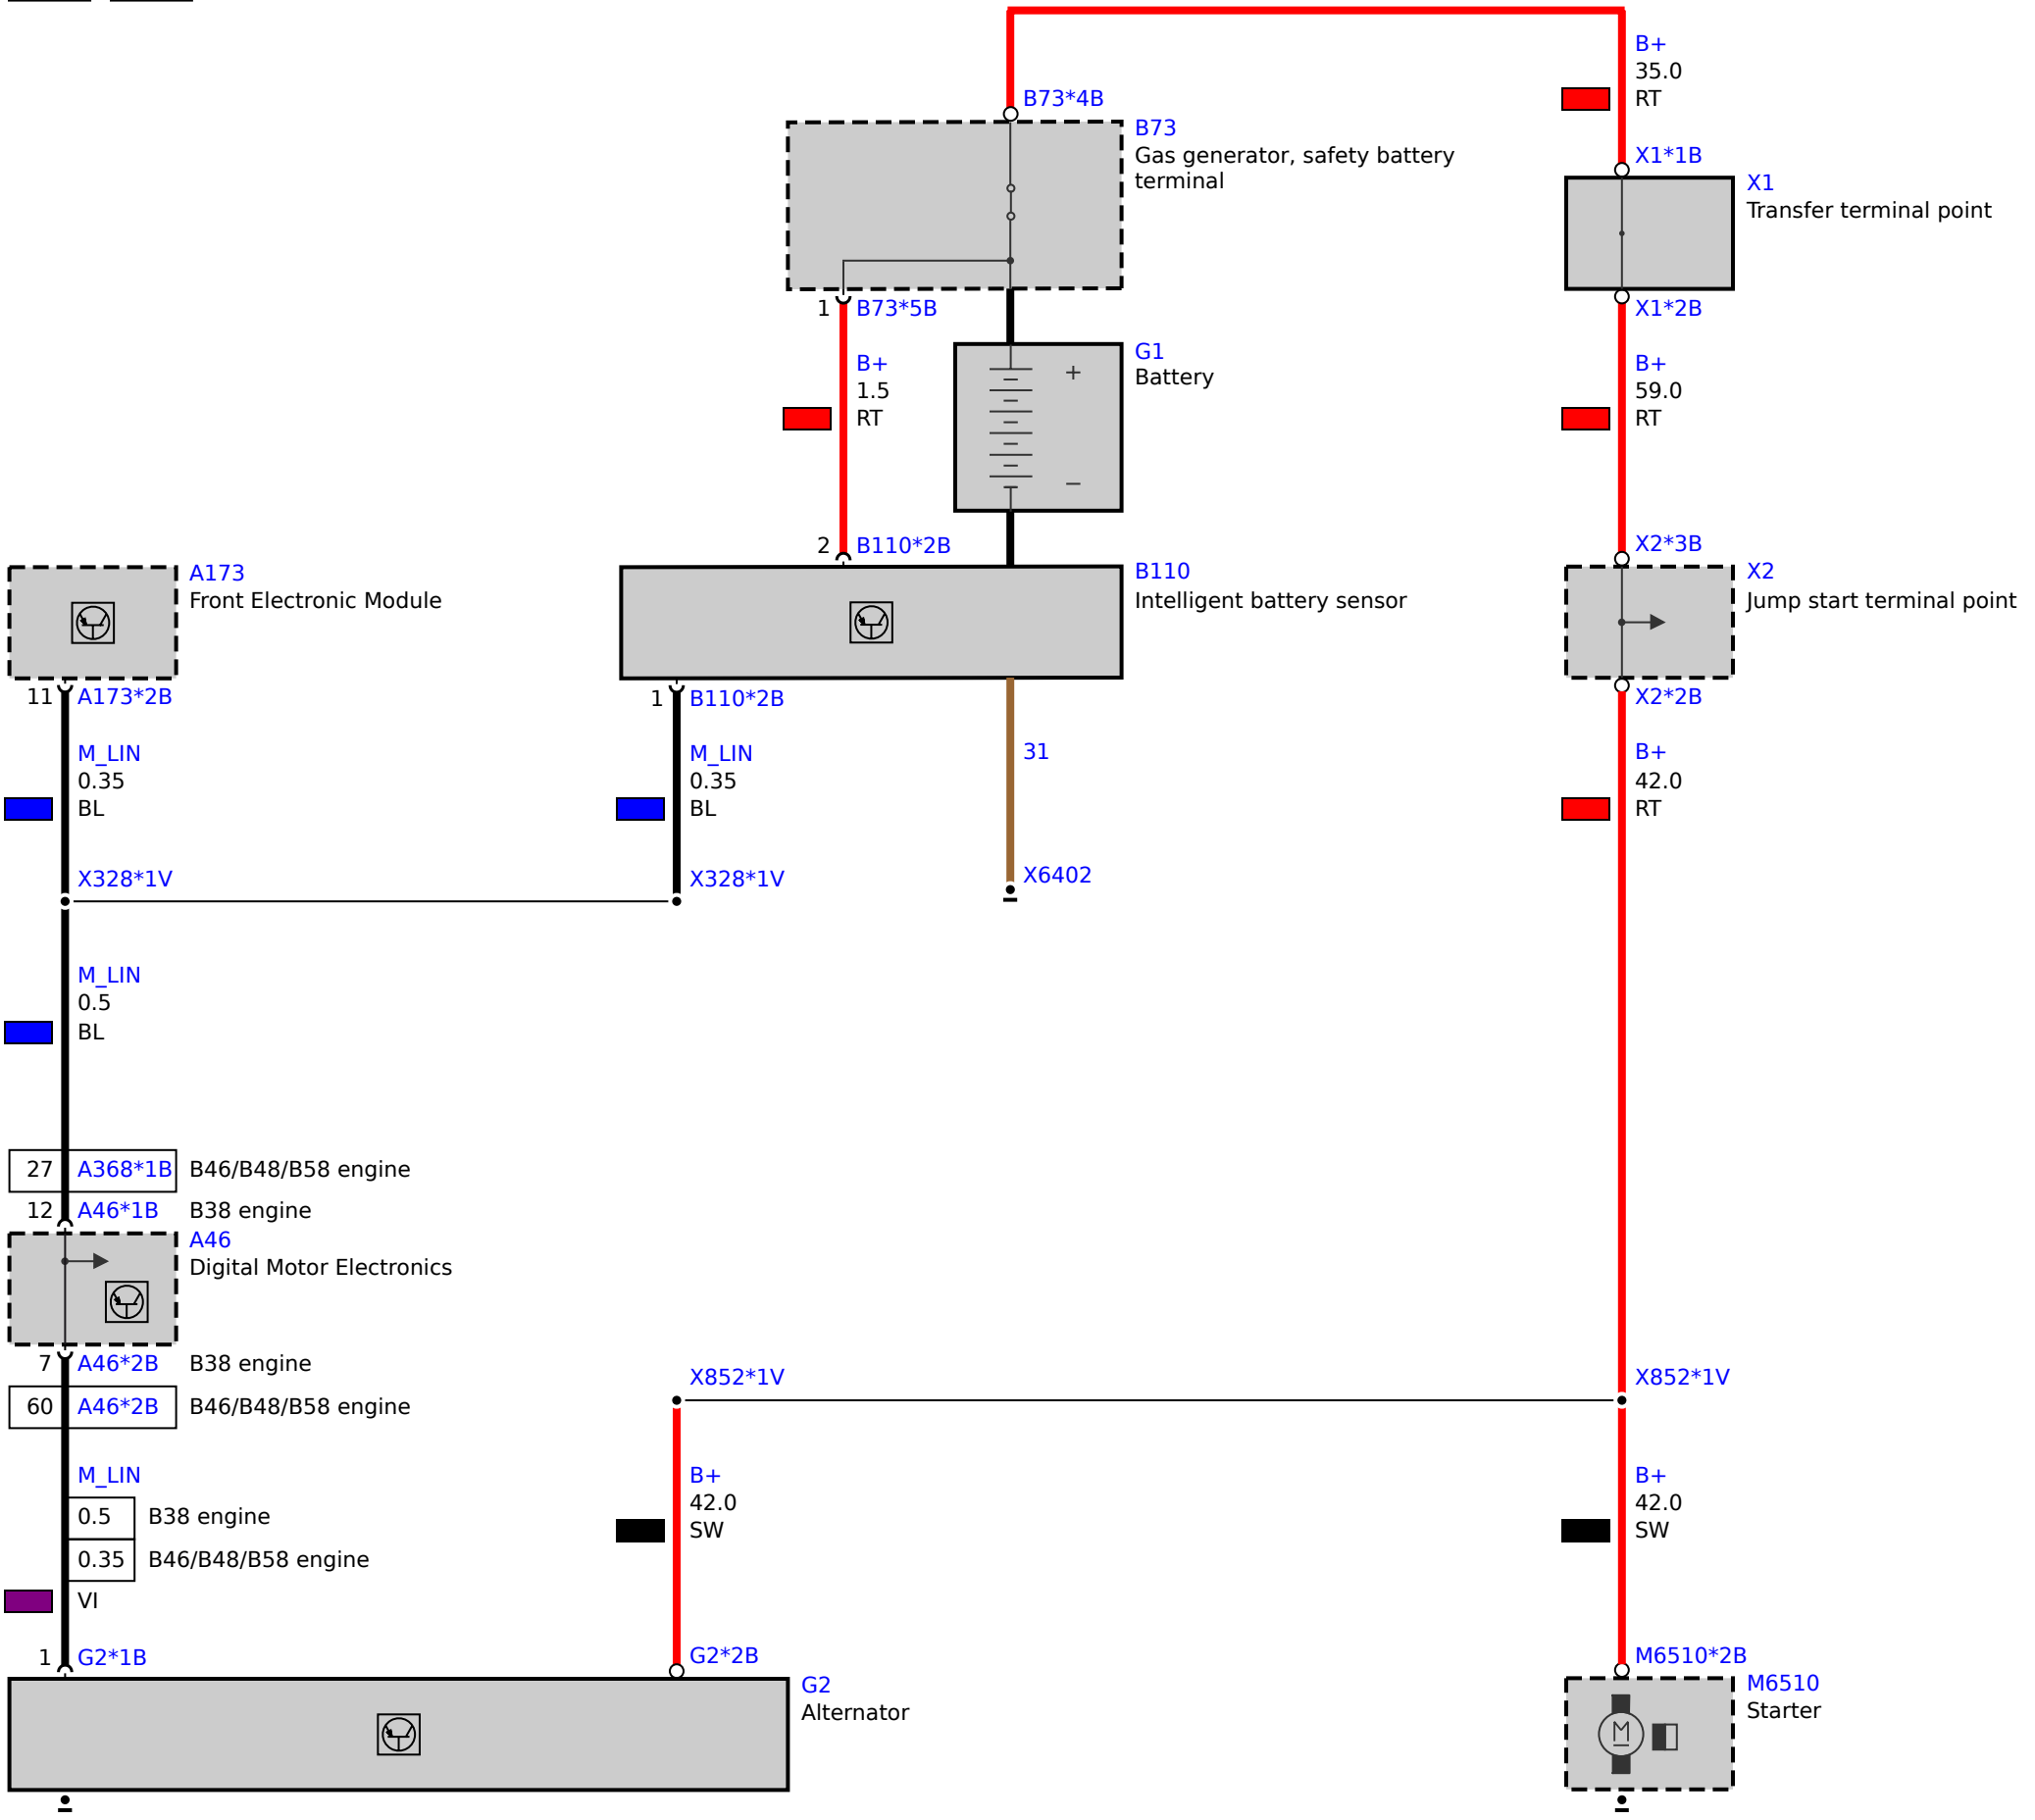 B+
35.0
RT
B73*4B
B73
Gas generator, safety battery
terminal
X1*1B
X1
Transfer terminal point
1 B73*5B
X1*2B
G1
Battery
+
−
B+
1.5
RT
B+
59.0
RT
2 B110*2B
X2*3B
A173
Front Electronic Module
B110
Intelligent battery sensor
X2
Jump start terminal point
11 A173*2B
1 B110*2B
X2*2B
M_LIN
0.35
BL
M_LIN
0.35
BL
31
B+
42.0
RT
X328*1V
X328*1V
X6402
M_LIN
0.5
BL
27 A368*1B B46/B48/B58 engine
12 A46*1B B38 engine
A46
Digital Motor Electronics
7 A46*2B B38 engine
60 A46*2B B46/B48/B58 engine
X852*1V
X852*1V
M_LIN
0.5 B38 engine
0.35 B46/B48/B58 engine
VI
B+
42.0
SW
B+
42.0
SW
1 G2*1B
G2*2B
M6510*2B
G2
Alternator
M6510
Starter
M